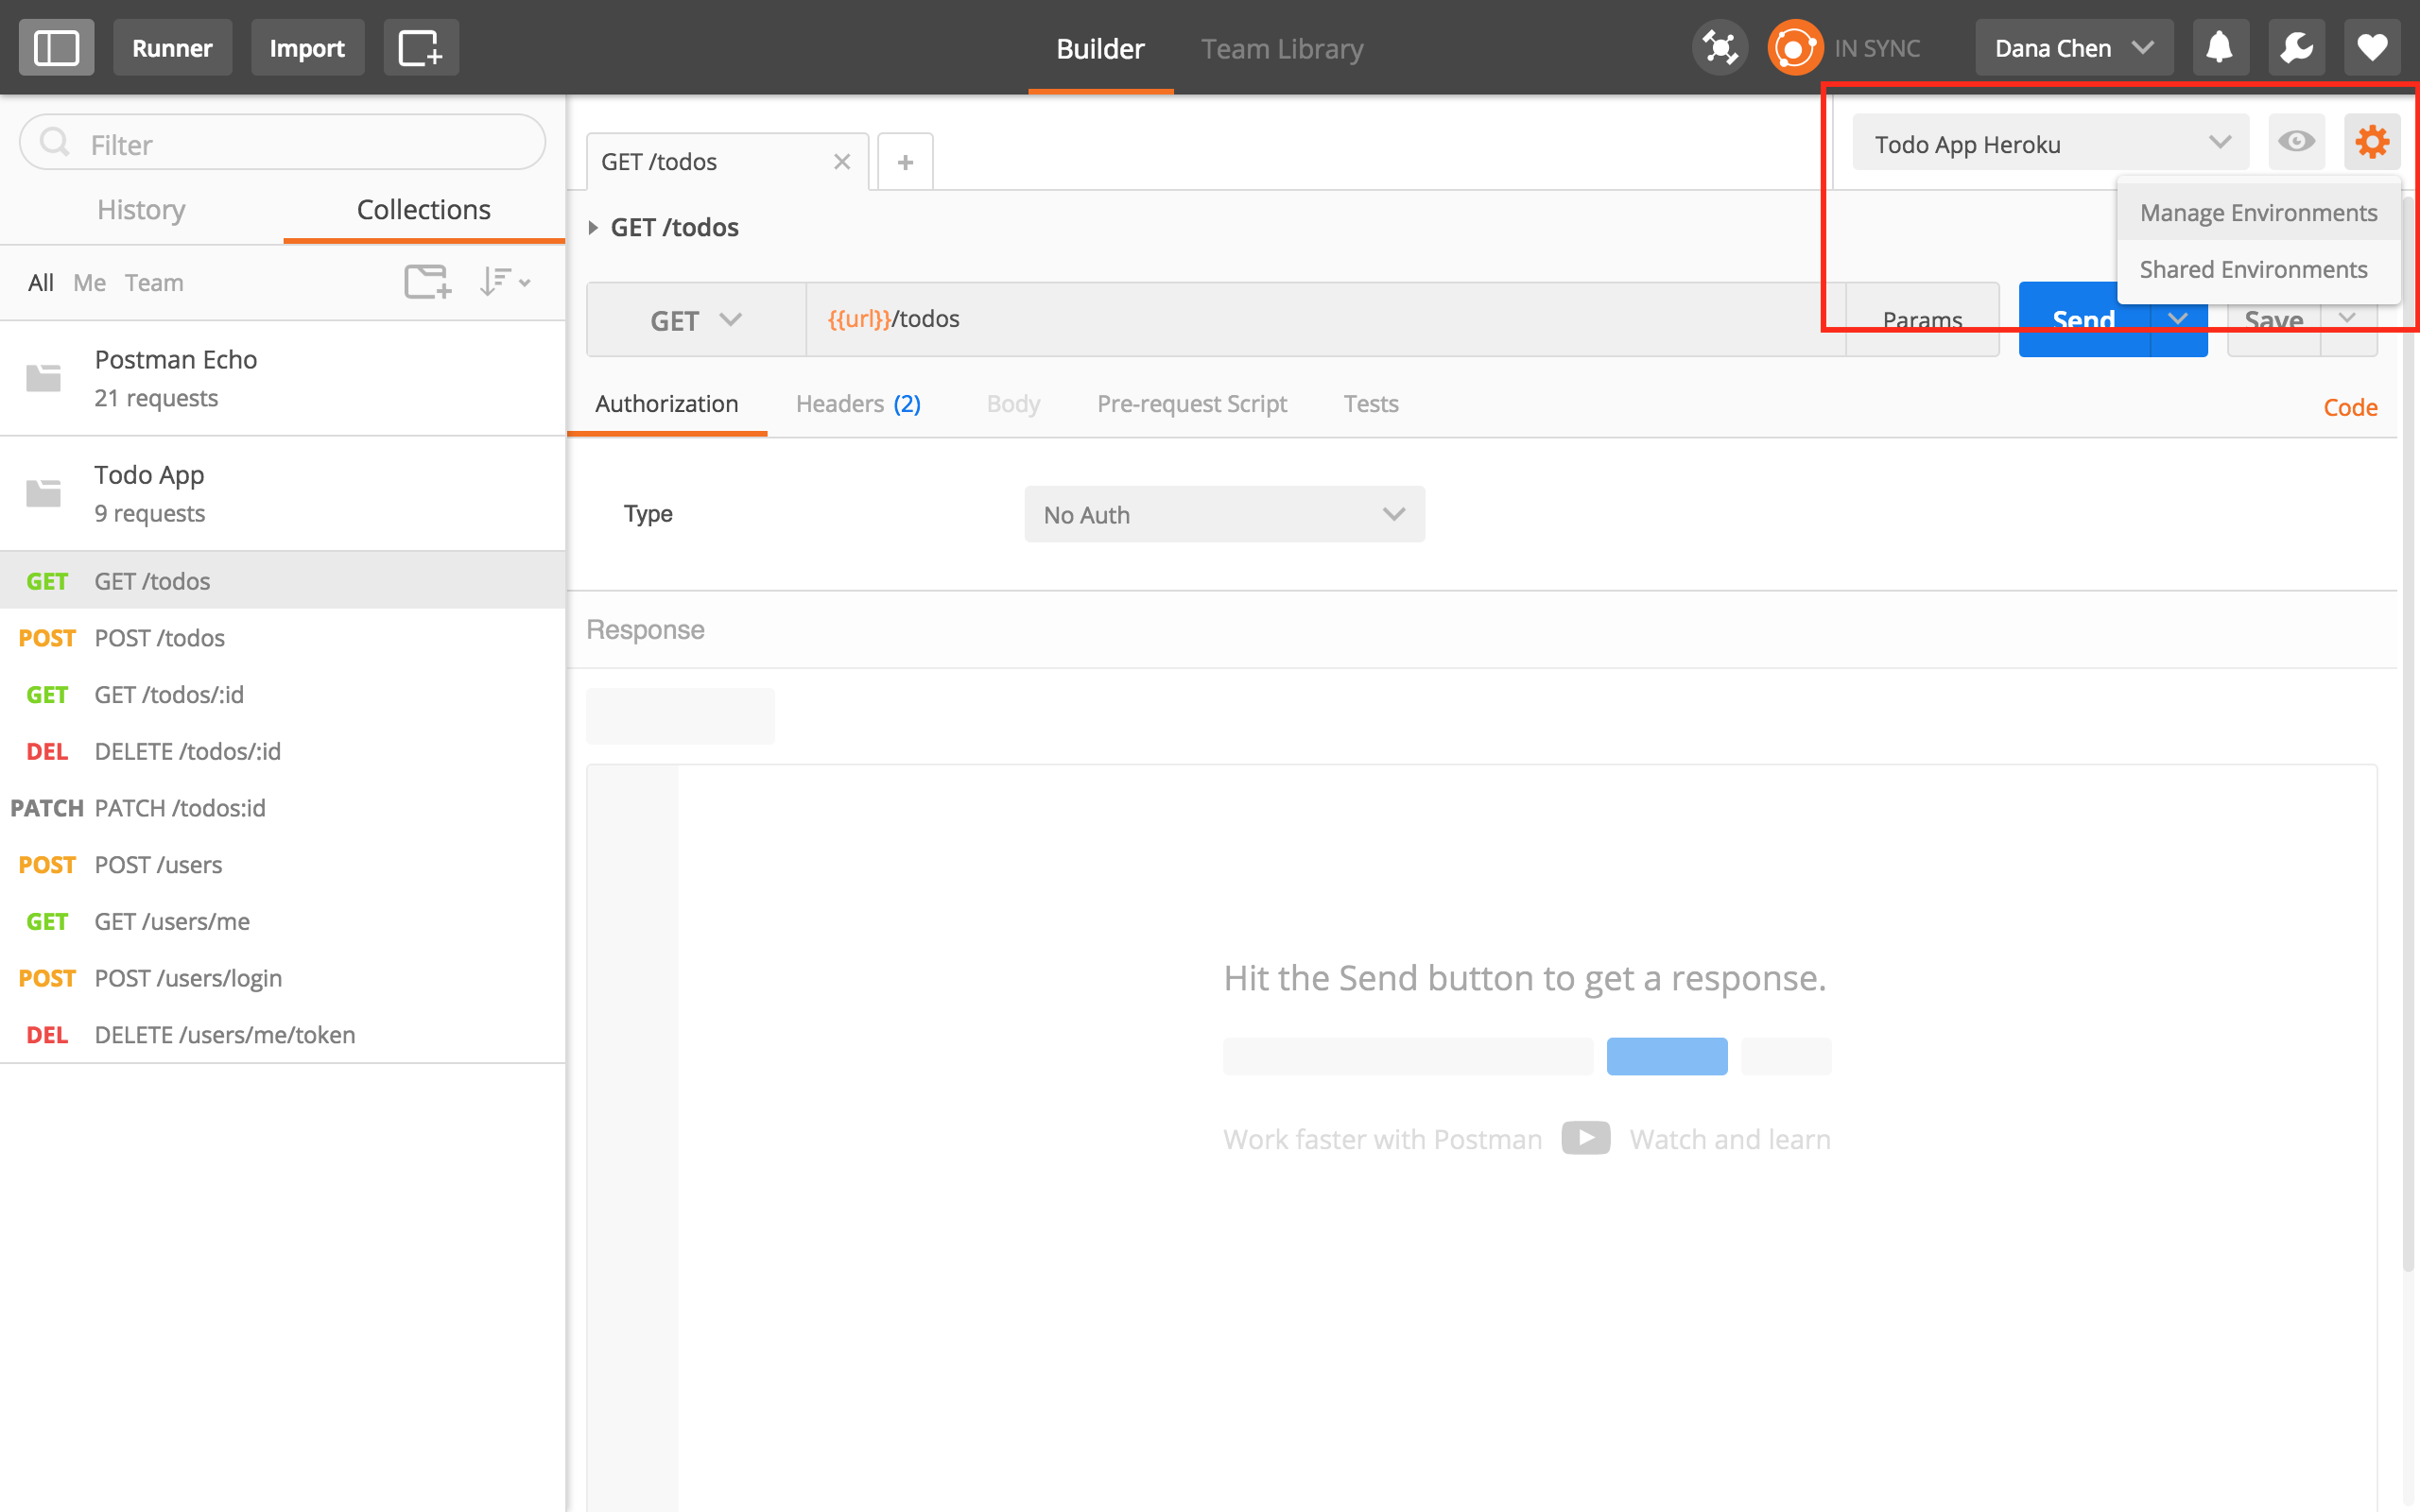 Runner Import Builder Team Library IN SYNC Dana Chen
Filter
History Collections
All Me Team
Postman Echo
21 requests
Todo App
9 requests
GET GET /todos
POST POST /todos
GET GET /todos/:id
DEL DELETE /todos/:id
PATCH PATCH /todos:id
POST POST /users
GET GET /users/me
POST POST /users/login
DEL DELETE /users/me/token
GET /todos
Todo App Heroku
Manage Environments
Shared Environments
GET /todos
GET {{url}}/todos Params Send Save
Authorization Headers (2) Body Pre-request Script Tests Code
Type No Auth
Response
Hit the Send button to get a response.
Work faster with Postman Watch and learn